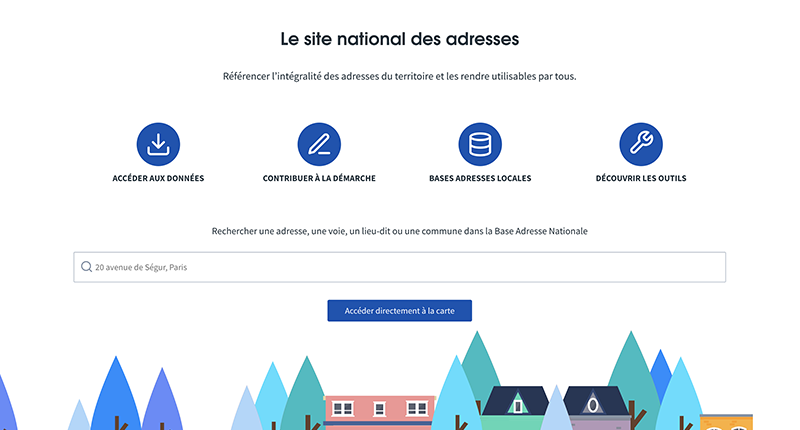 Le site national des adresses
Référencer l'intégralité des adresses du territoire et les rendre utilisables par tous.
ACCÉDER AUX DONNÉES
CONTRIBUER À LA DÉMARCHE
BASES ADRESSES LOCALES
DÉCOUVRIR LES OUTILS
Rechercher une adresse, une voie, un lieu-dit ou une commune dans la Base Adresse Nationale
20 avenue de Ségur, Paris
Accéder directement à la carte